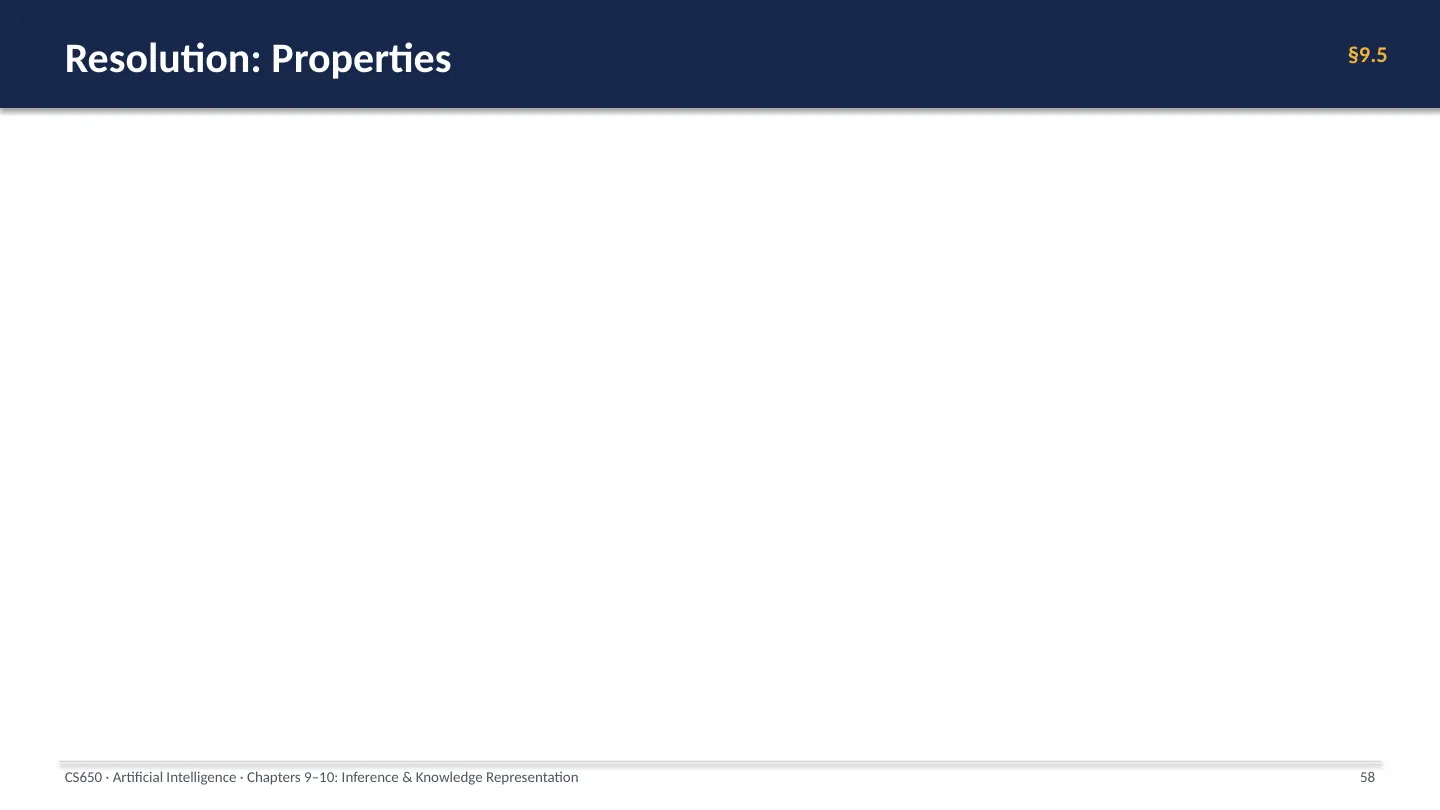 Resolution: Properties
§9.5
CS650 · Artificial Intelligence · Chapters 9–10: Inference & Knowledge Representation
58